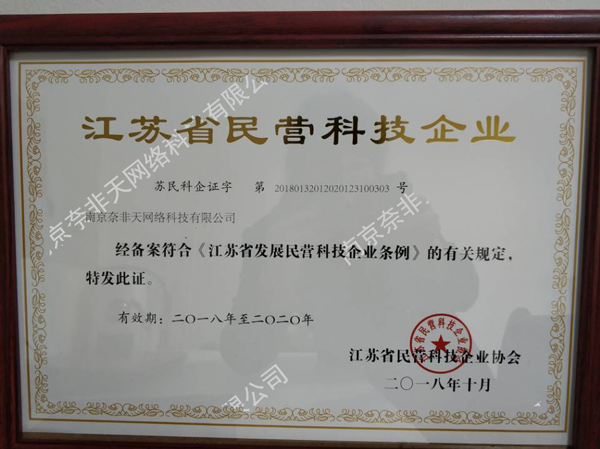 江苏省民营科技企业
苏民科企证字 第 20180132012020123100303 号
南京奈非天网络科技有限公司
经备案符合《江苏省发展民营科技企业条例》的有关规定，
特发此证。
有效期：二〇一八年至二〇二〇年
江苏省民营科技企业协会
二〇一八年十月